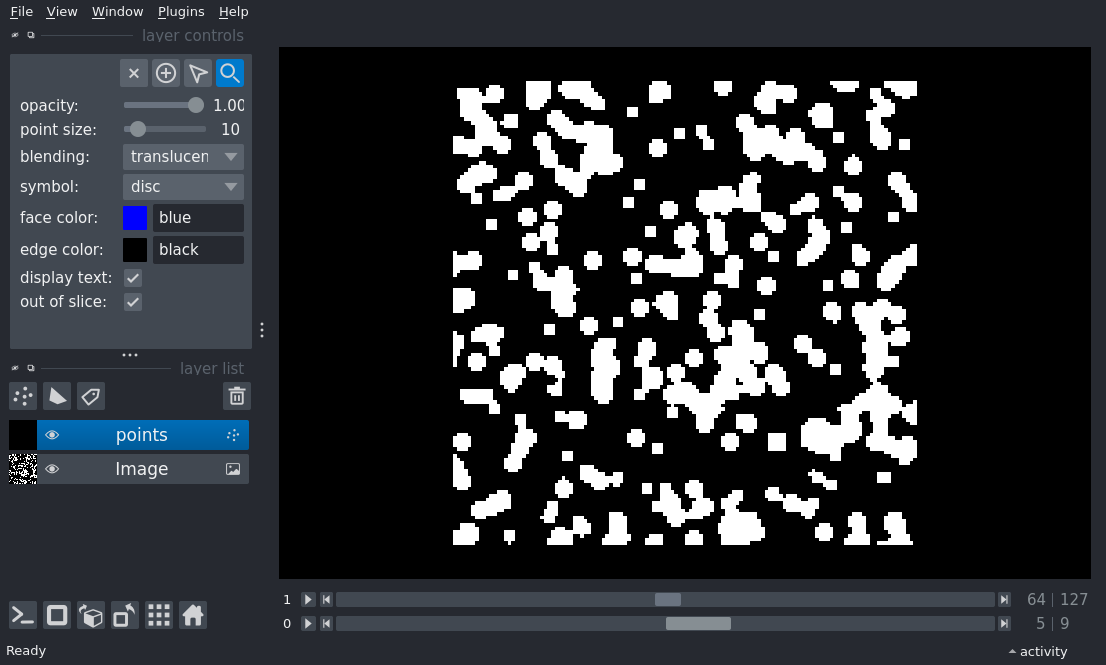 File View Window Plugins Help
layer controls
opacity: 1.00
point size: 10
blending: translucen
symbol: disc
face color: blue
edge color: black
display text:
out of slice:
layer list
points
Image
1 64 | 127
0 5 | 9
Ready activity